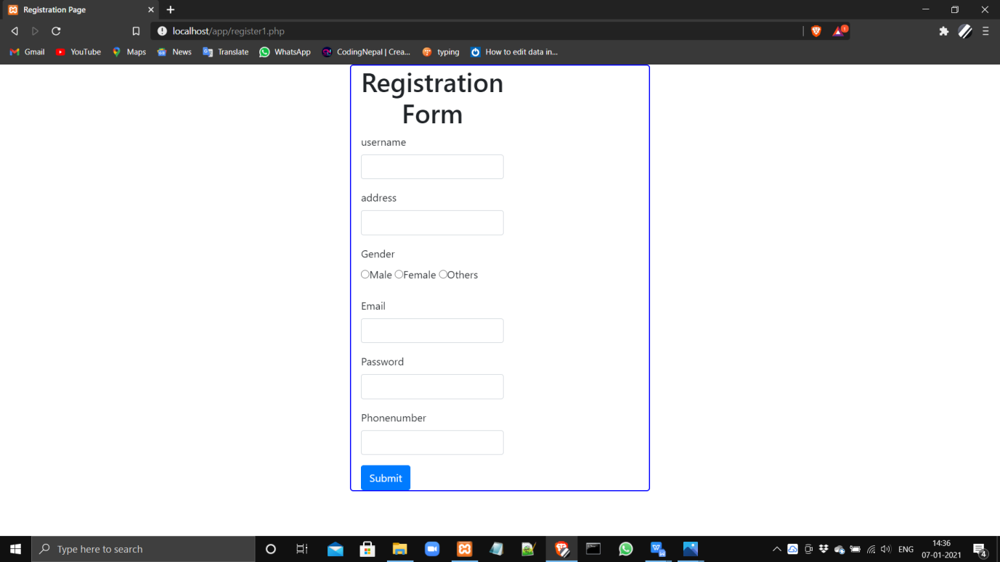 Registration Page
localhost/app/register1.php
1
Gmail YouTube Maps News Translate WhatsApp CodingNepal | Crea... typing How to edit data in...
Registration
Form
username
address
Gender
Male Female Others
Email
Password
Phonenumber
Submit
Type here to search
ENG
14:36
07-01-2021
4